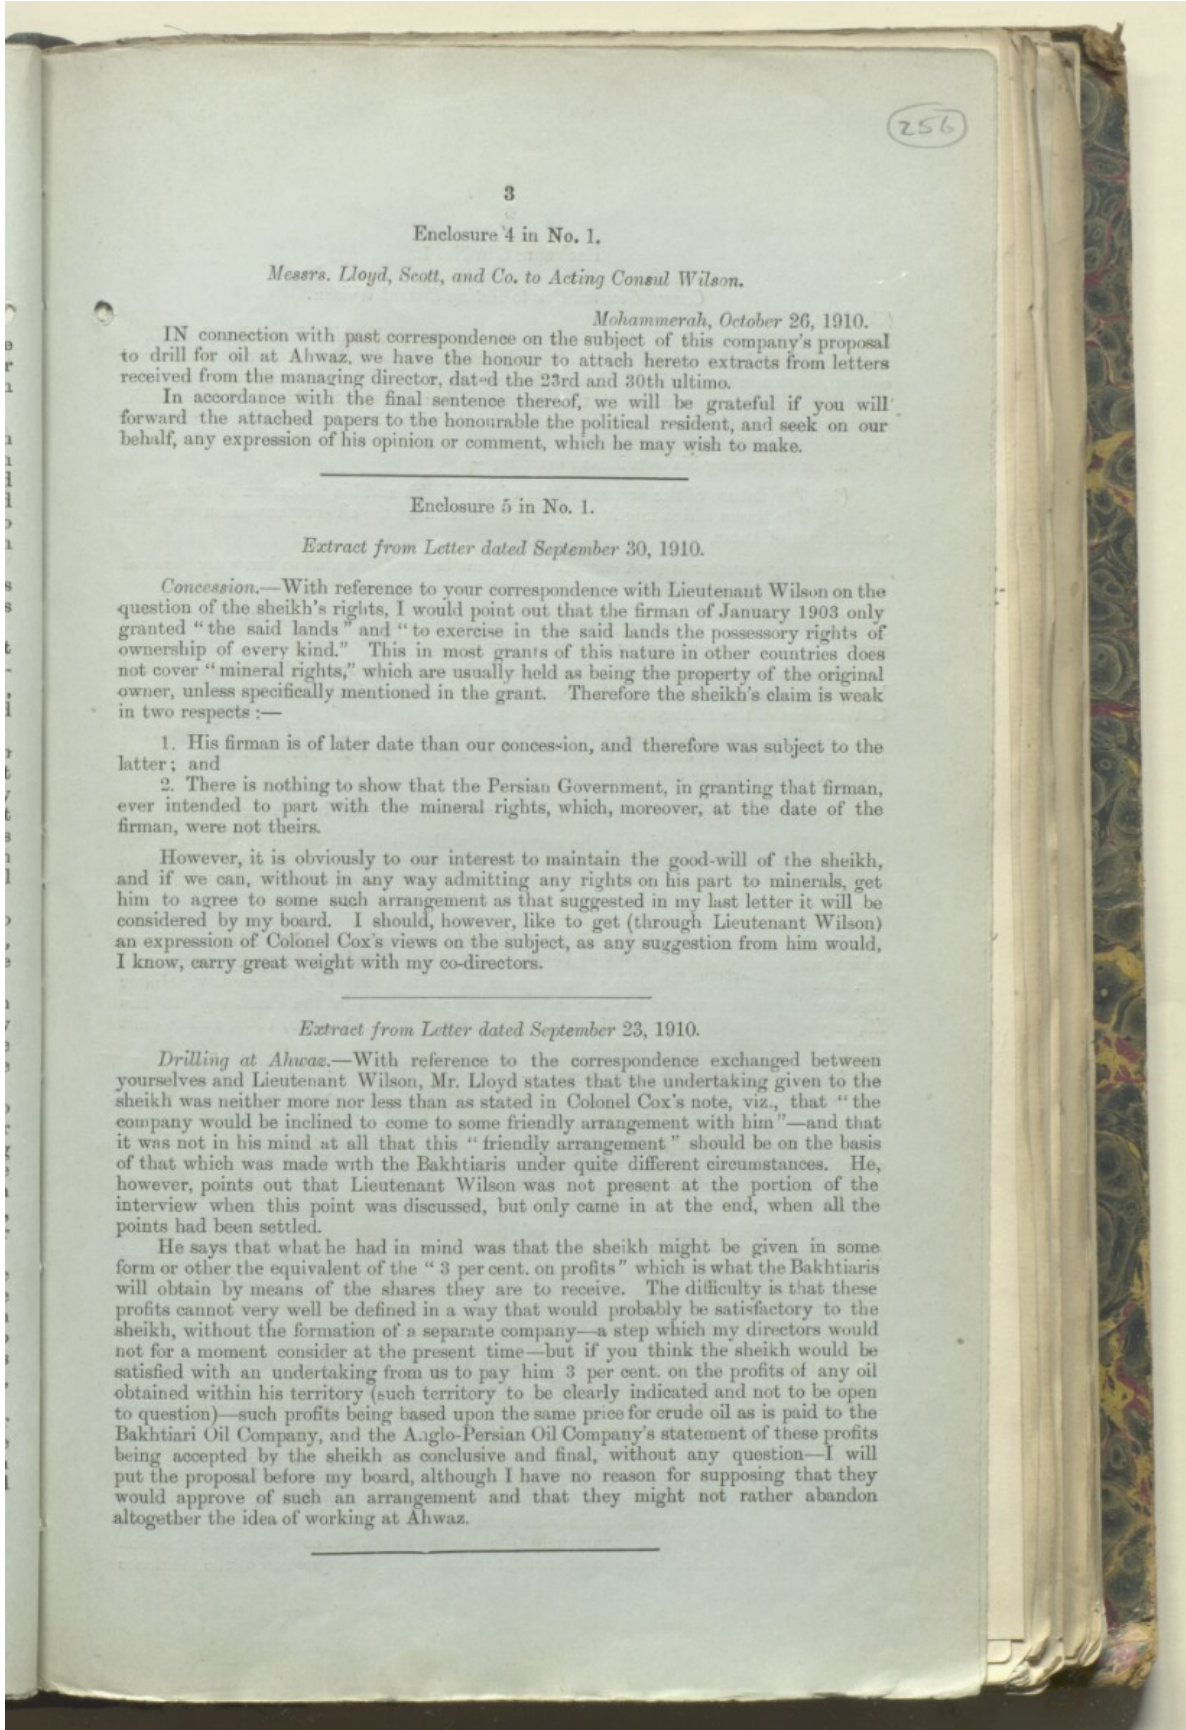 256
3
Enclosure 4 in No. 1.
Messrs. Lloyd, Scott, and Co. to Acting Consul Wilson.
Mohammerah, October 26, 1910.
IN connection with past correspondence on the subject of this company's proposal
to drill for oil at Ahwaz, we have the honour to attach hereto extracts from letters
received from the managing director, dated the 23rd and 30th ultimo.
In accordance with the final sentence thereof, we will be grateful if you will
forward the attached papers to the honourable the political resident, and seek on our
behalf, any expression of his opinion or comment, which he may wish to make.
Enclosure 5 in No. 1.
Extract from Letter dated September 30, 1910.
Concession.—With reference to your correspondence with Lieutenant Wilson on the
question of the sheikh's rights, I would point out that the firman of January 1903 only
granted "the said lands" and "to exercise in the said lands the possessory rights of
ownership of every kind." This in most grants of this nature in other countries does
not cover "mineral rights," which are usually held as being the property of the original
owner, unless specifically mentioned in the grant. Therefore the sheikh's claim is weak
in two respects :—
1. His firman is of later date than our concession, and therefore was subject to the
latter; and
2. There is nothing to show that the Persian Government, in granting that firman,
ever intended to part with the mineral rights, which, moreover, at the date of the
firman, were not theirs.
However, it is obviously to our interest to maintain the good-will of the sheikh,
and if we can, without in any way admitting any rights on his part to minerals, get
him to agree to some such arrangement as that suggested in my last letter it will be
considered by my board. I should, however, like to get (through Lieutenant Wilson)
an expression of Colonel Cox's views on the subject, as any suggestion from him would,
I know, carry great weight with my co-directors.
Extract from Letter dated September 23, 1910.
Drilling at Ahwaz.—With reference to the correspondence exchanged between
yourselves and Lieutenant Wilson, Mr. Lloyd states that the undertaking given to the
sheikh was neither more nor less than as stated in Colonel Cox's note, viz., that "the
company would be inclined to come to some friendly arrangement with him"—and that
it was not in his mind at all that this "friendly arrangement" should be on the basis
of that which was made with the Bakhtiaris under quite different circumstances. He,
however, points out that Lieutenant Wilson was not present at the portion of the
interview when this point was discussed, but only came in at the end, when all the
points had been settled.
He says that what he had in mind was that the sheikh might be given in some
form or other the equivalent of the "3 per cent. on profits" which is what the Bakhtiaris
will obtain by means of the shares they are to receive. The difficulty is that these
profits cannot very well be defined in a way that would probably be satisfactory to the
sheikh, without the formation of a separate company—a step which my directors would
not for a moment consider at the present time—but if you think the sheikh would be
satisfied with an undertaking from us to pay him 3 per cent. on the profits of any oil
obtained within his territory (such territory to be clearly indicated and not to be open
to question)—such profits being based upon the same price for crude oil as is paid to the
Bakhtiari Oil Company, and the Anglo-Persian Oil Company's statement of these profits
being accepted by the sheikh as conclusive and final, without any question—I will
put the proposal before my board, although I have no reason for supposing that they
would approve of such an arrangement and that they might not rather abandon
altogether the idea of working at Ahwaz.